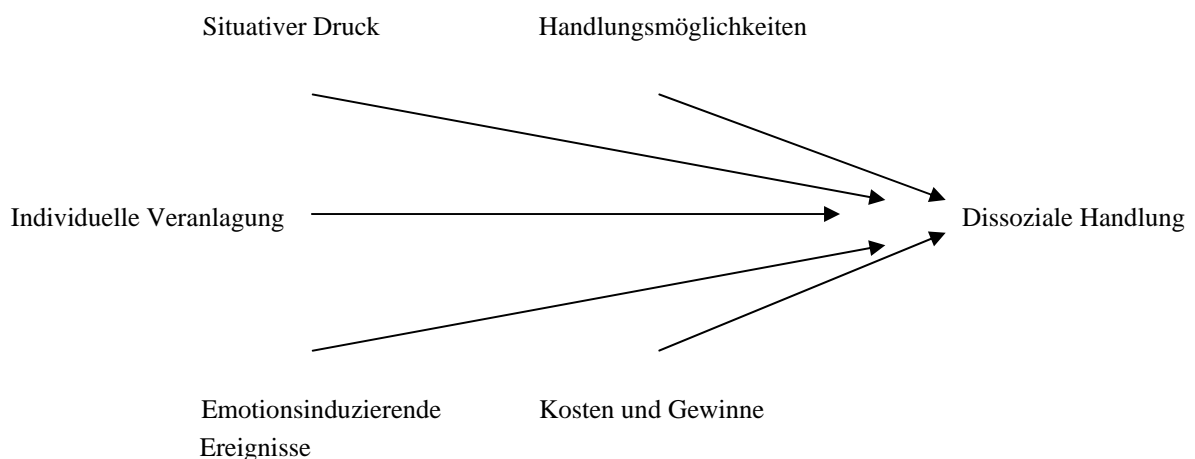 Situativer Druck
Handlungsmöglichkeiten
Individuelle Veranlagung
Dissoziale Handlung
Emotionsinduzierende
Ereignisse
Kosten und Gewinne